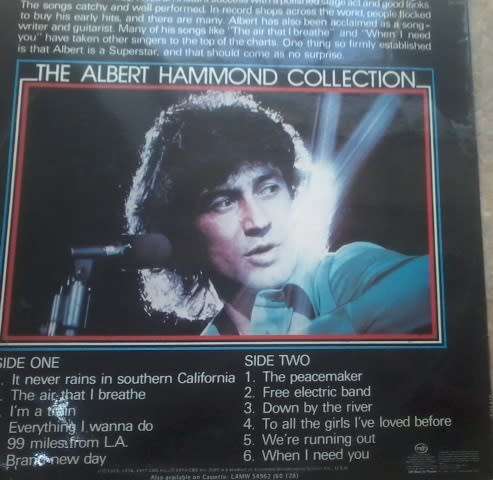 The songs catchy and well performed. In record shops across the world, people flocked
to buy his early hits, and there are many. Albert has also been acclaimed as a song-
writer and guitarist. Many of his songs like "The air that I breathe" and "When I need
you" have taken other singers to the top of the charts. One thing so firmly established
is that Albert is a Superstar, and that should come as no surprise.
THE ALBERT HAMMOND COLLECTION
SIDE ONE
. It never rains in southern California
. The air that I breathe
. I'm a train
Everything I wanna do
99 miles from L.A.
Brand new day
SIDE TWO
1. The peacemaker
2. Free electric band
3. Down by the river
4. To all the girls I've loved before
5. We're running out
6. When I need you
Also available on Cassette: